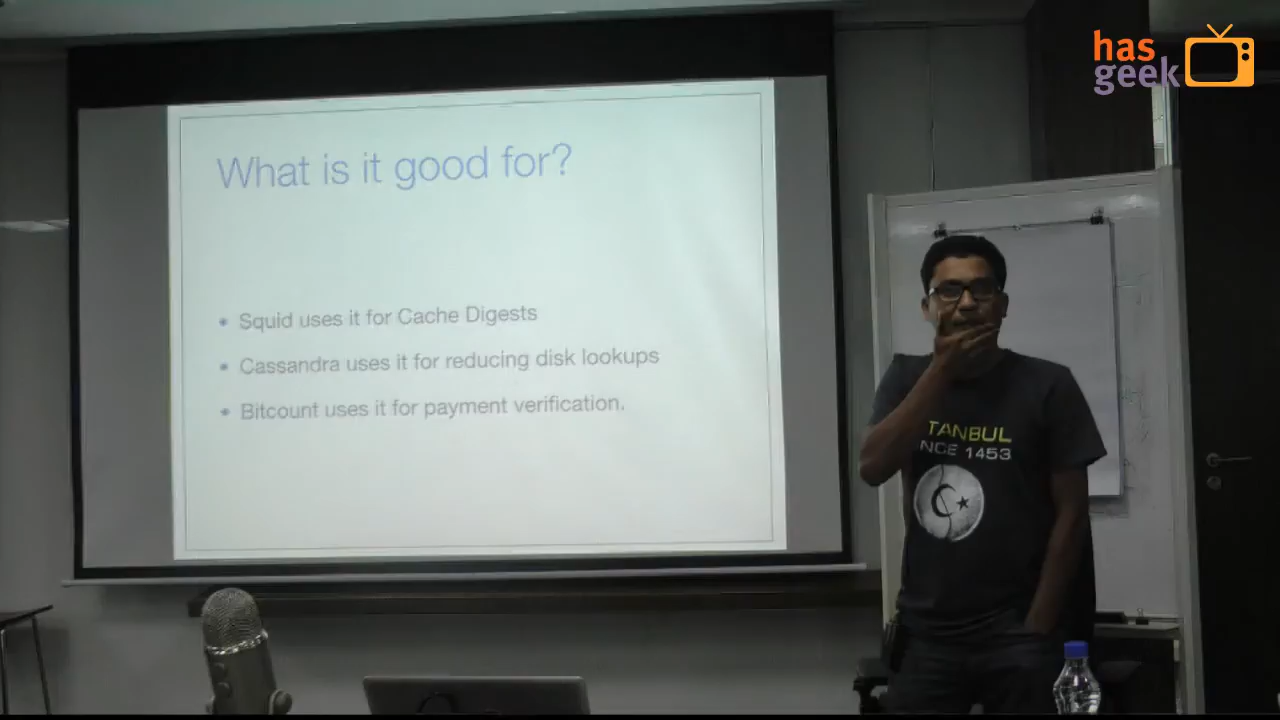 has
geek
What is it good for?
Squid uses it for Cache Digests
Cassandra uses it for reducing disk lookups
Bitcount uses it for payment verification.
TANBUL
NCE 1453